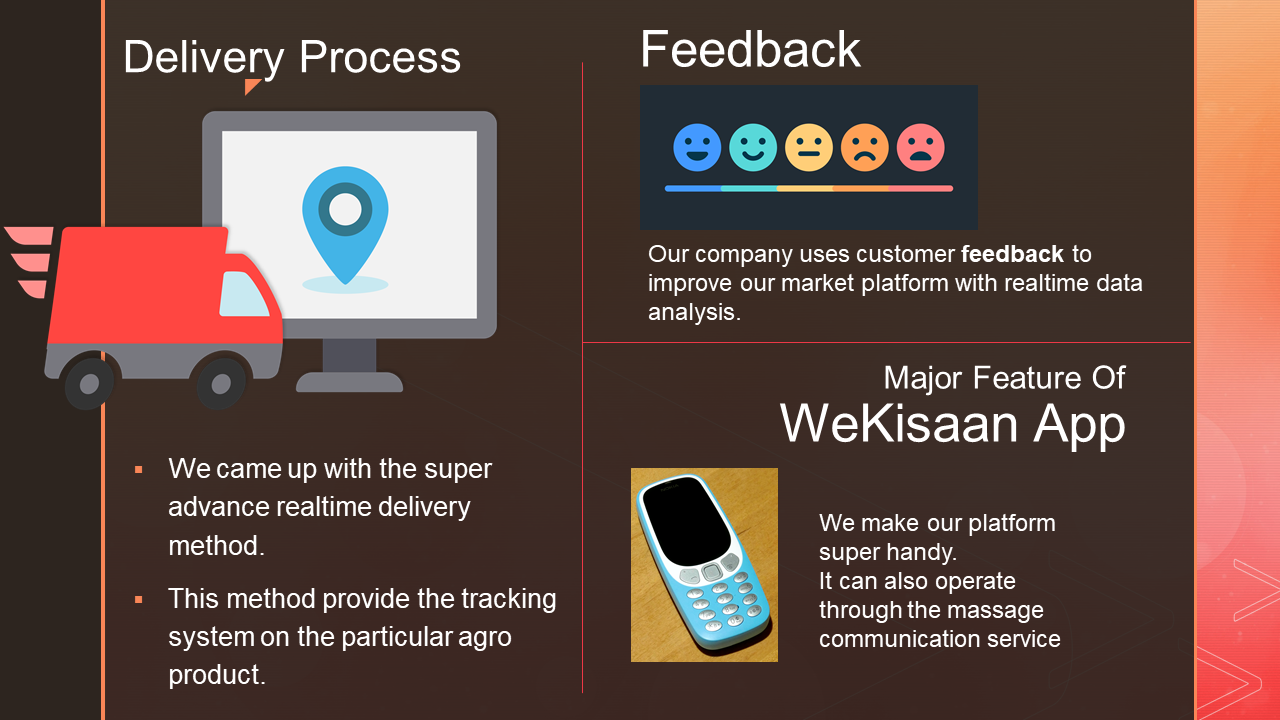 Delivery Process
We came up with the super
advance realtime delivery
method.
This method provide the tracking
system on the particular agro
product.
Feedback
Our company uses customer feedback to
improve our market platform with realtime data
analysis.
Major Feature Of
WeKisaan App
We make our platform
super handy.
It can also operate
through the massage
communication service